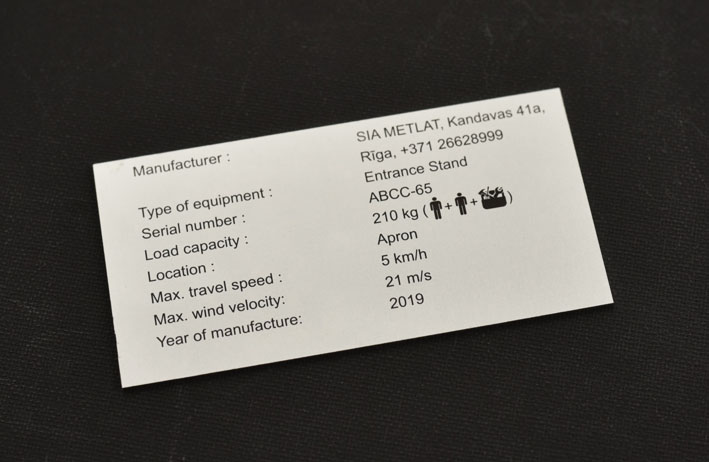 Manufacturer : SIA METLAT, Kandavas 41a,
Rīga, +371 26628999
Type of equipment : Entrance Stand
Serial number : ABCC-65
Load capacity : 210 kg ( + + )
Location : Apron
Max. travel speed : 5 km/h
Max. wind velocity: 21 m/s
Year of manufacture: 2019